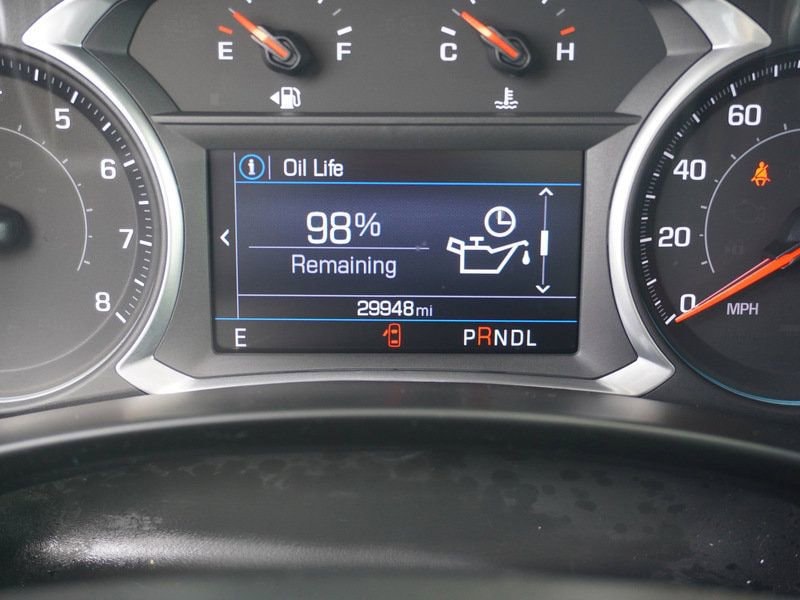 E F
C H
5
6
7
8
Oil Life
98%
Remaining
29948 mi
E PRNDL
60
40
20
0
MPH